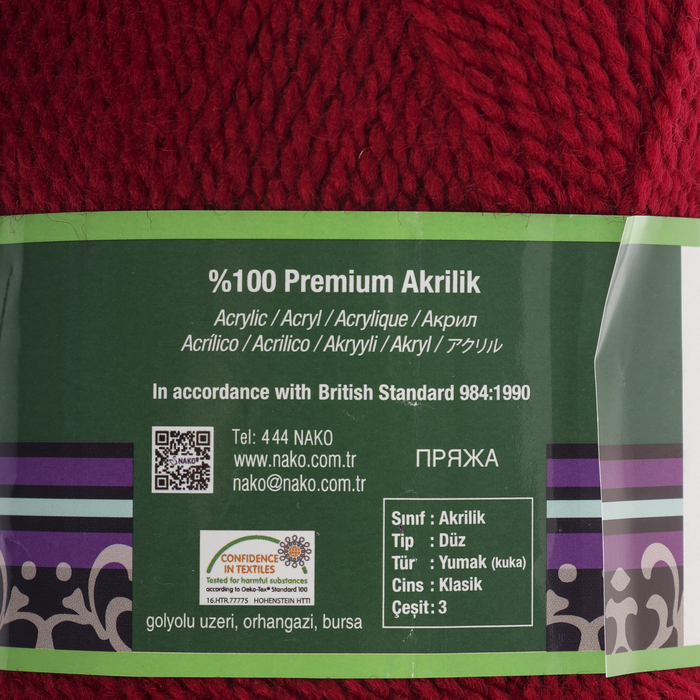 %100 Premium Akrilik
Acrylic / Acryl / Acrylique / Акрил
Acrílico / Acrilico / Akryyli / Akryl / アクリル
In accordance with British Standard 984:1990
NAKO
Tel: 444 NAKO
www.nako.com.tr
nako@nako.com.tr
ПРЯЖА
Sınıf : Akrilik
Tip : Düz
Tür : Yumak (kuka)
Cins : Klasik
Çeşit : 3
CONFIDENCE
IN TEXTILES
Tested for harmful substances
according to Oeko-Tex® Standard 100
16.HTR.77775 HOHENSTEIN HTTI
golyolu uzeri, orhangazi, bursa